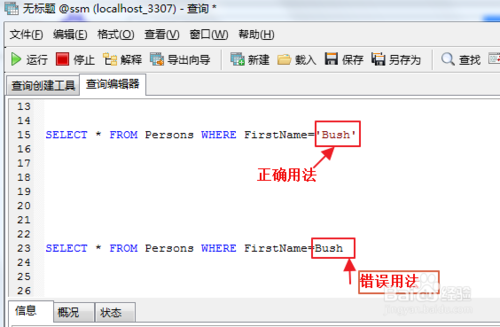 无标题 @ssm (localhost_3307) - 查询 *
文件(F) 编辑(E) 格式(O) 查看(V) 窗口(W) 帮助(H)
运行 停止 解释 导出向导 新建 载入 保存 另存为 查找
查询创建工具 查询编辑器
13
14
15 SELECT * FROM Persons WHERE FirstName='Bush'
16
17
正确用法
18
19
20
21
22
23 SELECT * FROM Persons WHERE FirstName=Bush
24
25 错误用法
26
信息 概况 状态